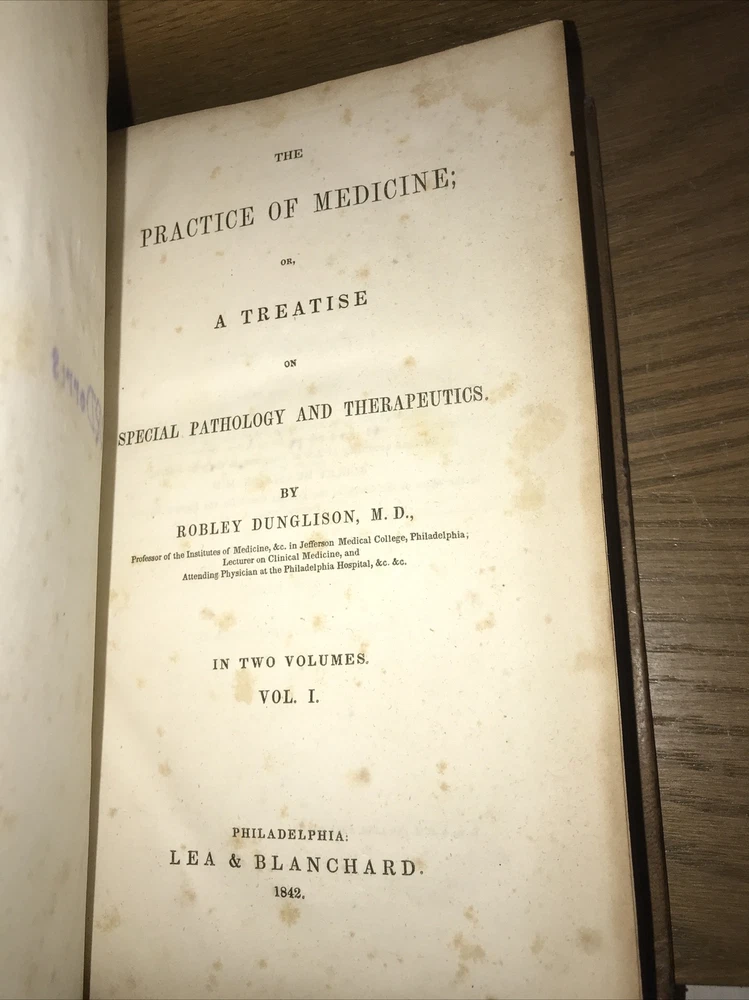 THE
PRACTICE OF MEDICINE;
OR,
A TREATISE
ON
SPECIAL PATHOLOGY AND THERAPEUTICS.
BY
ROBLEY DUNGLISON, M. D.,
Professor of the Institutes of Medicine, &c. in Jefferson Medical College, Philadelphia;
Lecturer on Clinical Medicine, and
Attending Physician at the Philadelphia Hospital, &c. &c.
IN TWO VOLUMES.
VOL. I.
PHILADELPHIA:
LEA & BLANCHARD.
1842.